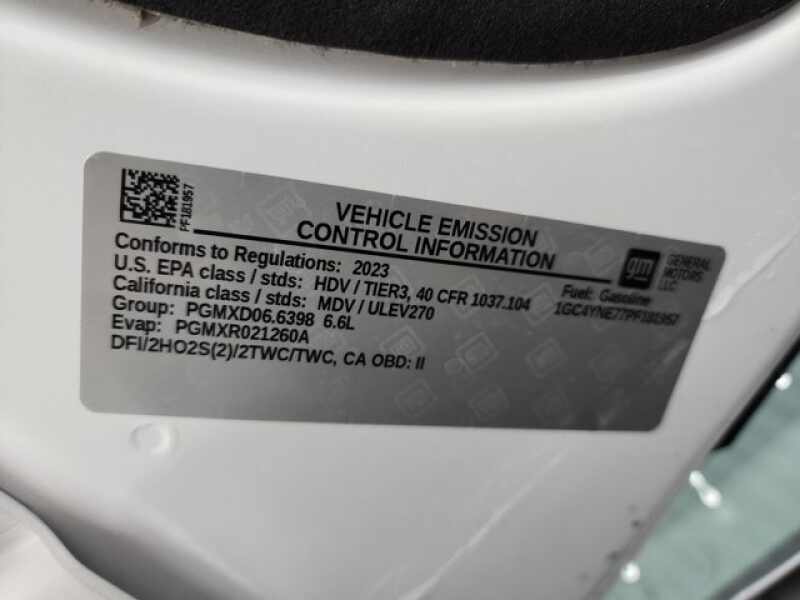 PF181957
VEHICLE EMISSION
CONTROL INFORMATION
Conforms to Regulations: 2023
U.S. EPA class / stds: HDV / TIER3, 40 CFR 1037.104
California class / stds: MDV / ULEV270
Group: PGMXD06.6398 6.6L
Evap: PGMXR021260A
DFI/2HO2S(2)/2TWC/TWC, CA OBD: II
gm
GENERAL
MOTORS
LLC
Fuel: Gasoline
1GC4YNE77PF181957